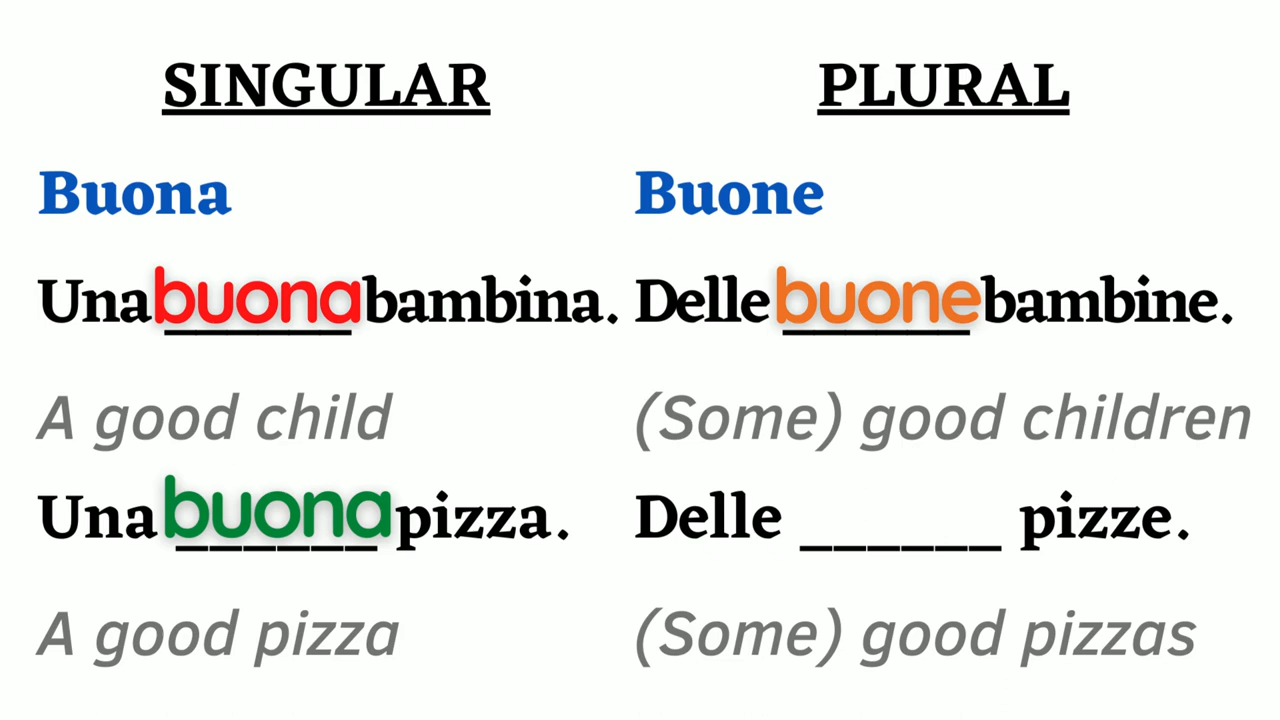 SINGULAR
PLURAL
Buona
Buone
Una buona bambina.
Delle buone bambine.
A good child
(Some) good children
Una buona pizza.
Delle ______ pizze.
A good pizza
(Some) good pizzas